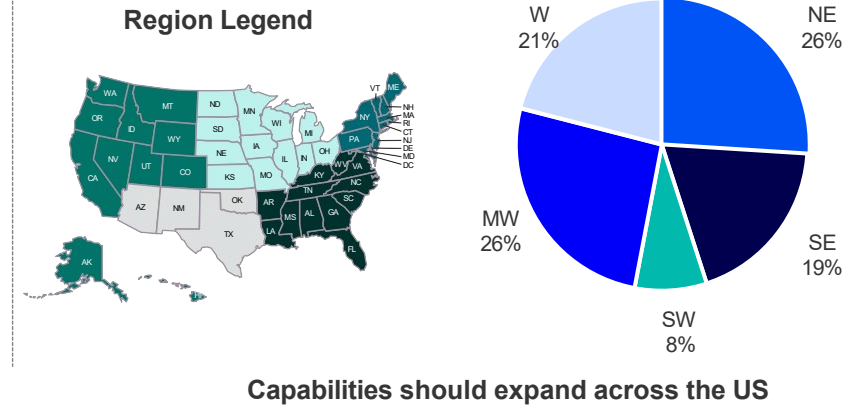 Region Legend
WA
OR
CA
NV
ID
MT
WY
UT
CO
AK
AZ
NM
OK
TX
ND
SD
NE
KS
MN
IA
MO
WI
IL
MI
IN
OH
AR
LA
MS
TN
KY
AL
GA
FL
SC
NC
VA
WV
PA
NY
VT
ME
NH
MA
RI
CT
NJ
DE
MD
DC
W
21%
NE
26%
MW
26%
SE
19%
SW
8%
Capabilities should expand across the US